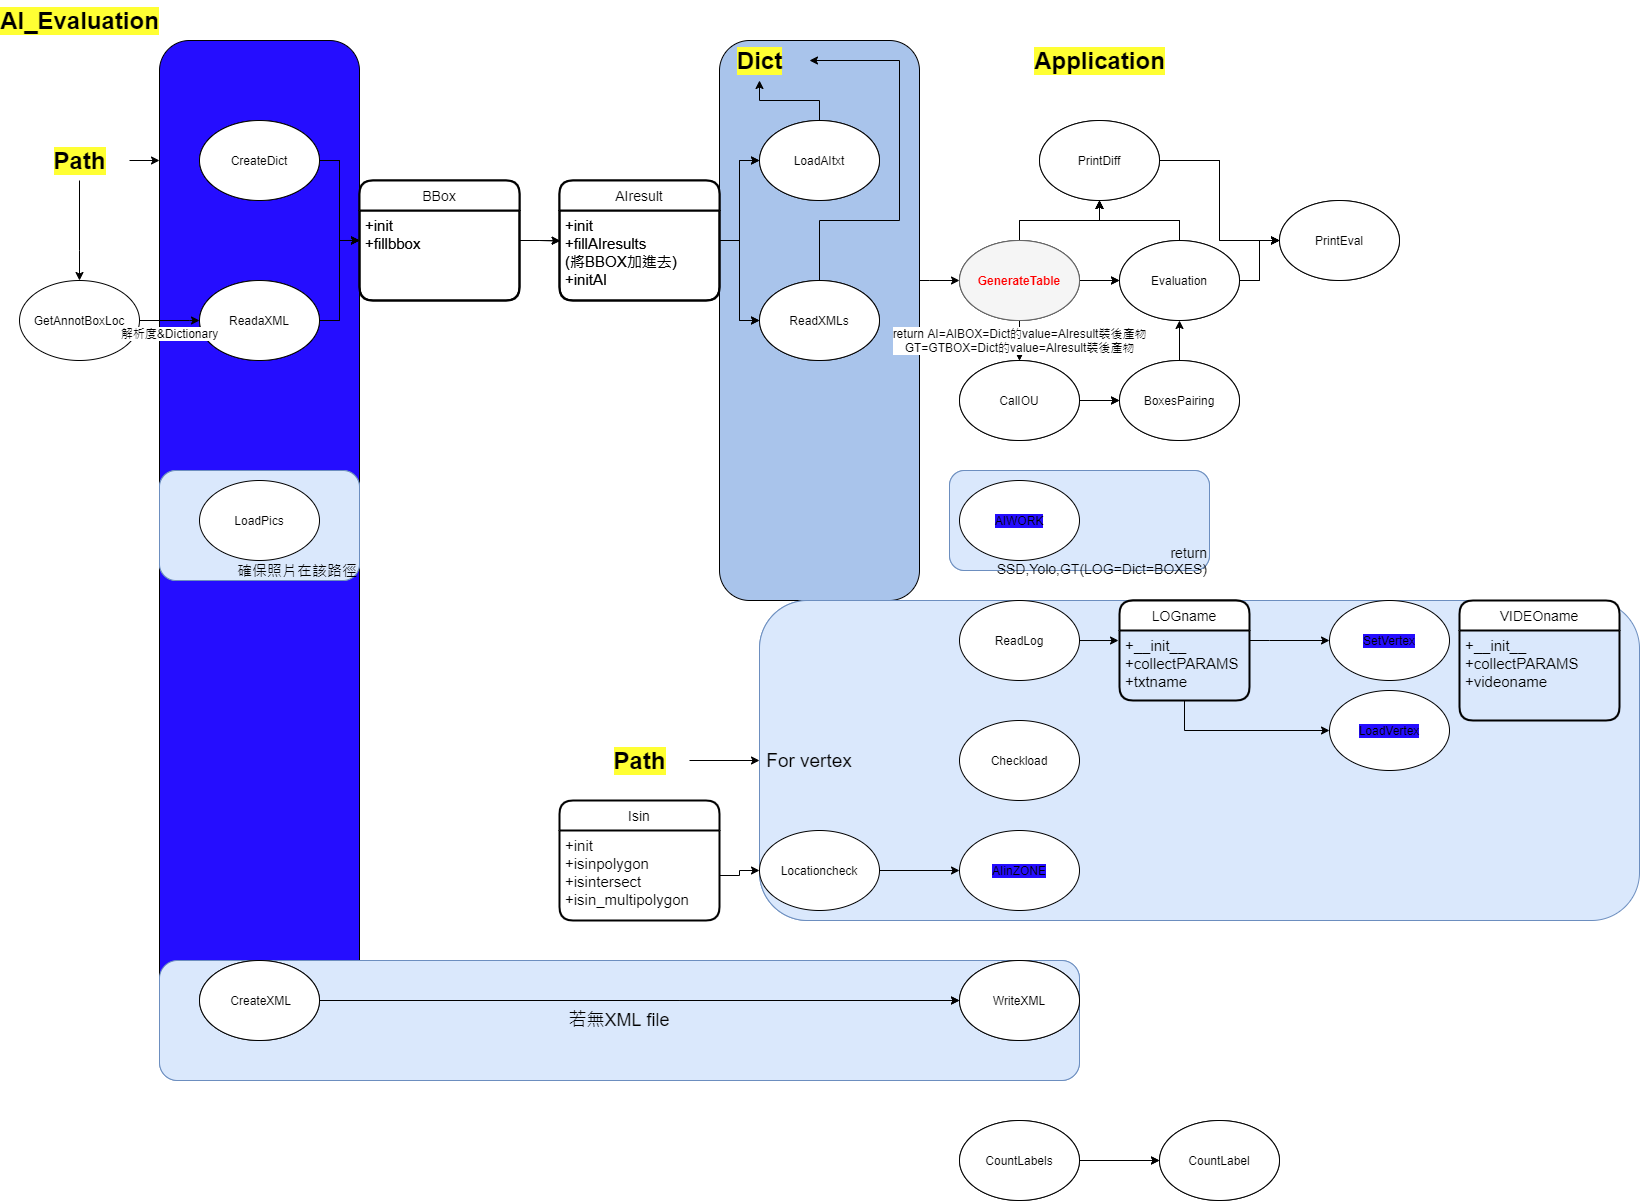 AI_Evaluation
Dict
Application
Path
CreateDict
LoadAItxt
PrintDiff
BBox
+init
+fillbbox
AIresult
+init
+fillAIresults
(將BBOX加進去)
+initAI
PrintEval
GetAnnotBoxLoc
解析度&Dictionary
ReadaXML
ReadXMLs
GenerateTable
Evaluation
return AI=AIBOX=Dict的value=AIresult裝後產物
GT=GTBOX=Dict的value=AIresult裝後產物
CalIOU
BoxesPairing
LoadPics
確保照片在該路徑
AIWORK
return
SSD,Yolo,GT(LOG=Dict=BOXES)
ReadLog
LOGname
+__init__
+collectPARAMS
+txtname
SetVertex
LoadVertex
VIDEOname
+__init__
+collectPARAMS
+videoname
Path
For vertex
Checkload
Isin
+init
+isinpolygon
+isintersect
+isin_multipolygon
Locationcheck
AIInZONE
CreateXML
若無XML file
WriteXML
CountLabels
CountLabel